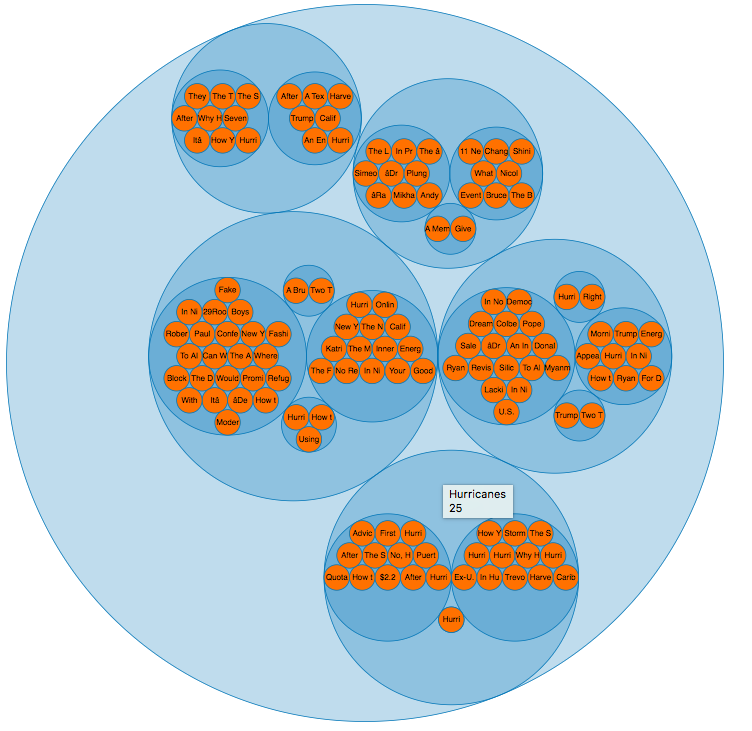 They The T The S
After Why H Seven
Itâ How Y Hurri
After A Tex Harve
Trump Calif
An En Hurri
The L In Pr The â
Simeo âDr Plung
âRa Mikha Andy
11 Ne Chang Shini
What Nicol
Event Bruce The B
A Mem Give
Fake
In Ni 29Roo Boys
Rober Paul Confe New Y Fashi
To Al Can W The A Where
Block The D Would Promi Refug
With Itâ âDe How t
Moder
A Bru Two T
Hurri Onlin
New Y The N Calif
Katri The M Inner Energ
The F No Re In Ni Your Good
Hurri How t
Using
In No Democ
Dream Colbe Pope
Sale âDr An In Donal
Ryan Revis Silic To Al Myanm
Lacki In Ni
U.S.
Hurri Right
Morni Trump Energ
Appea Hurri In Ni
How t Ryan For D
Trump Two T
Hurricanes
25
Advic First Hurri
After The S No, H Puert
Quota How t $2.2 After Hurri
How Y Storm The S
Hurri Hurri Why H Hurri
Ex-U. In Hu Trevo Harve Carib
Hurri